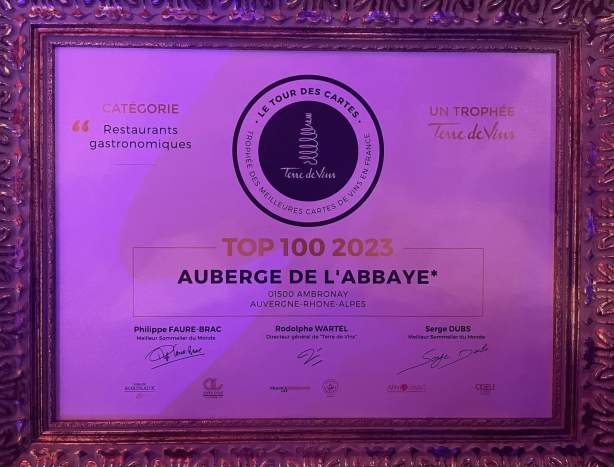 CATÉGORIE
“ Restaurants
gastronomiques
• LE TOUR DES CARTES •
TROPHÉE DES MEILLEURES CARTES DE VINS EN FRANCE
Terre de Vins
UN TROPHÉE
Terre de Vins
TOP 100 2023
AUBERGE DE L'ABBAYE*
01500 AMBRONAY
AUVERGNE-RHONE-ALPES
Philippe FAURE-BRAC
Meilleur Sommelier du Monde
Rodolphe WARTEL
Directeur général de "Terre de Vins"
Serge DUBS
Meilleur Sommelier du Monde
BORDEAUX